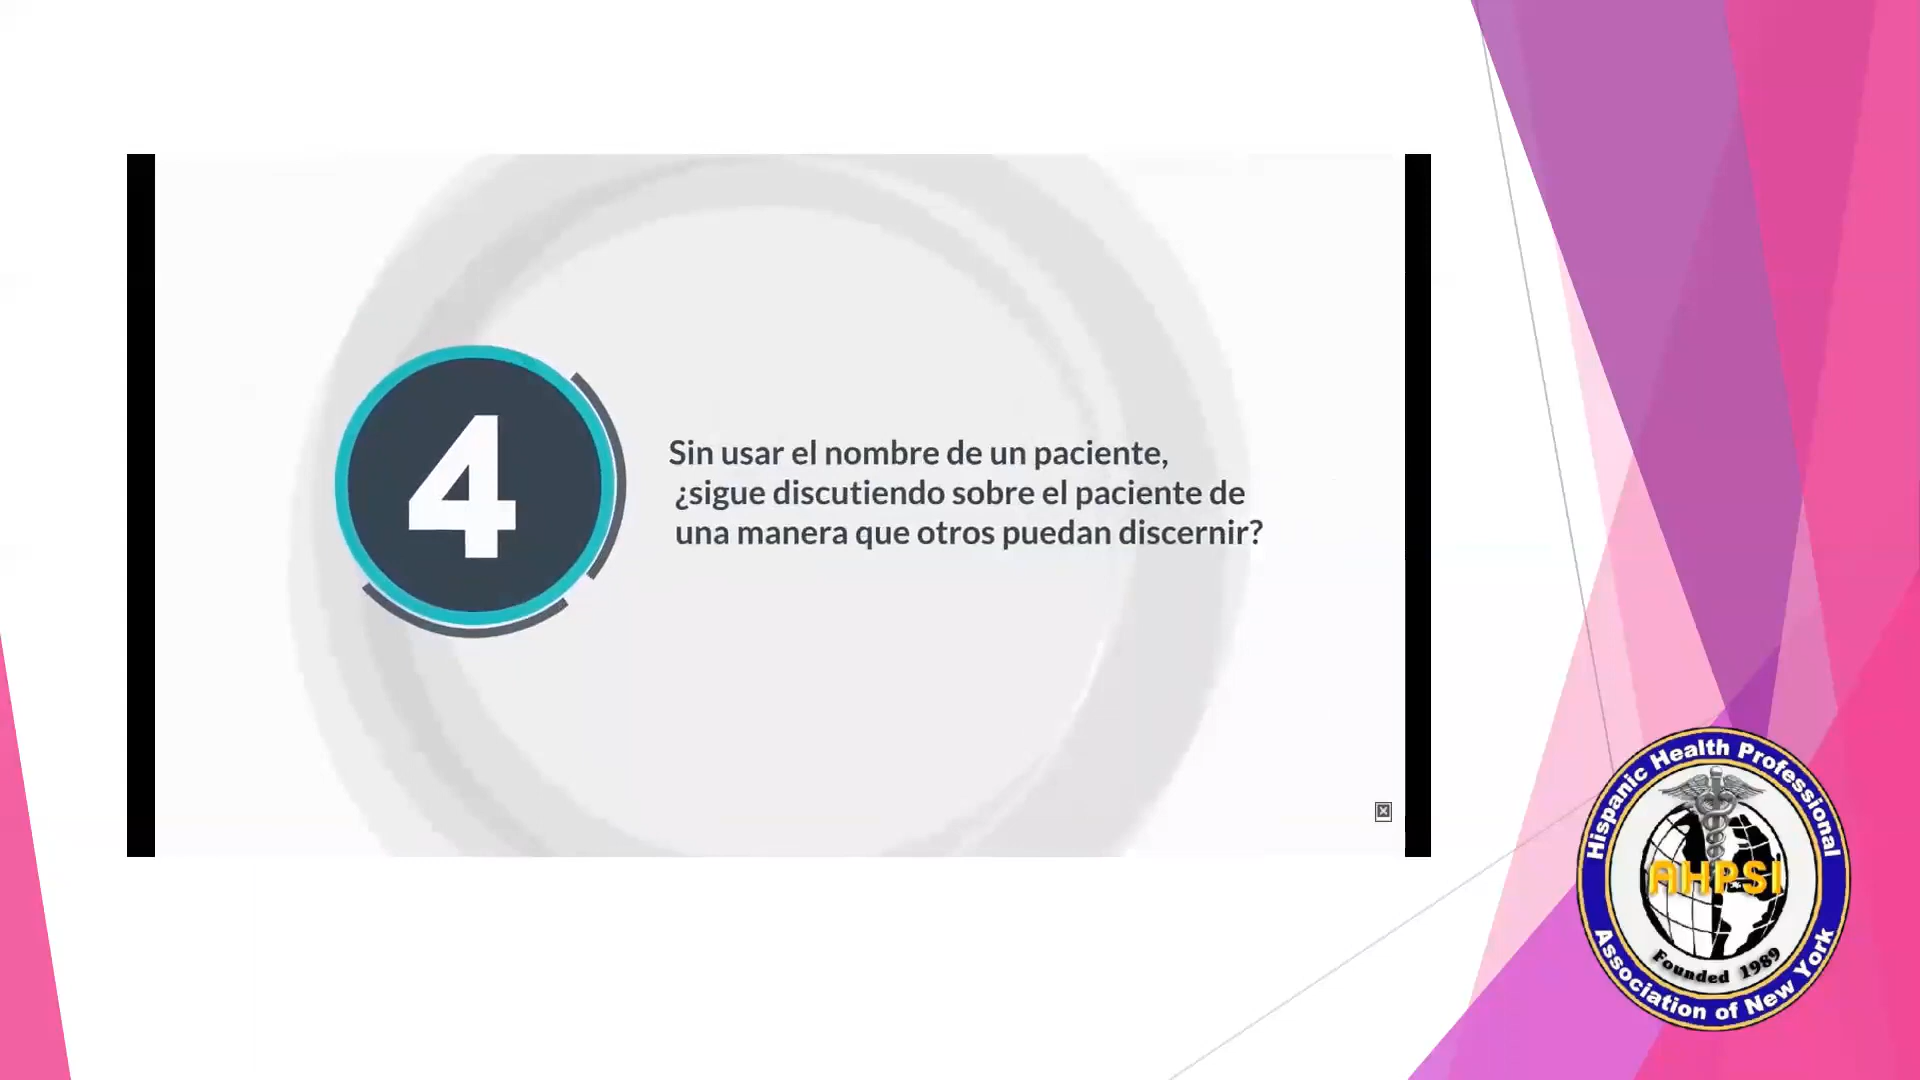 4
Sin usar el nombre de un paciente,
¿sigue discutiendo sobre el paciente de
una manera que otros puedan discernir?
Hispanic Health Professional
AHPSI
Founded 1989
Association of New York